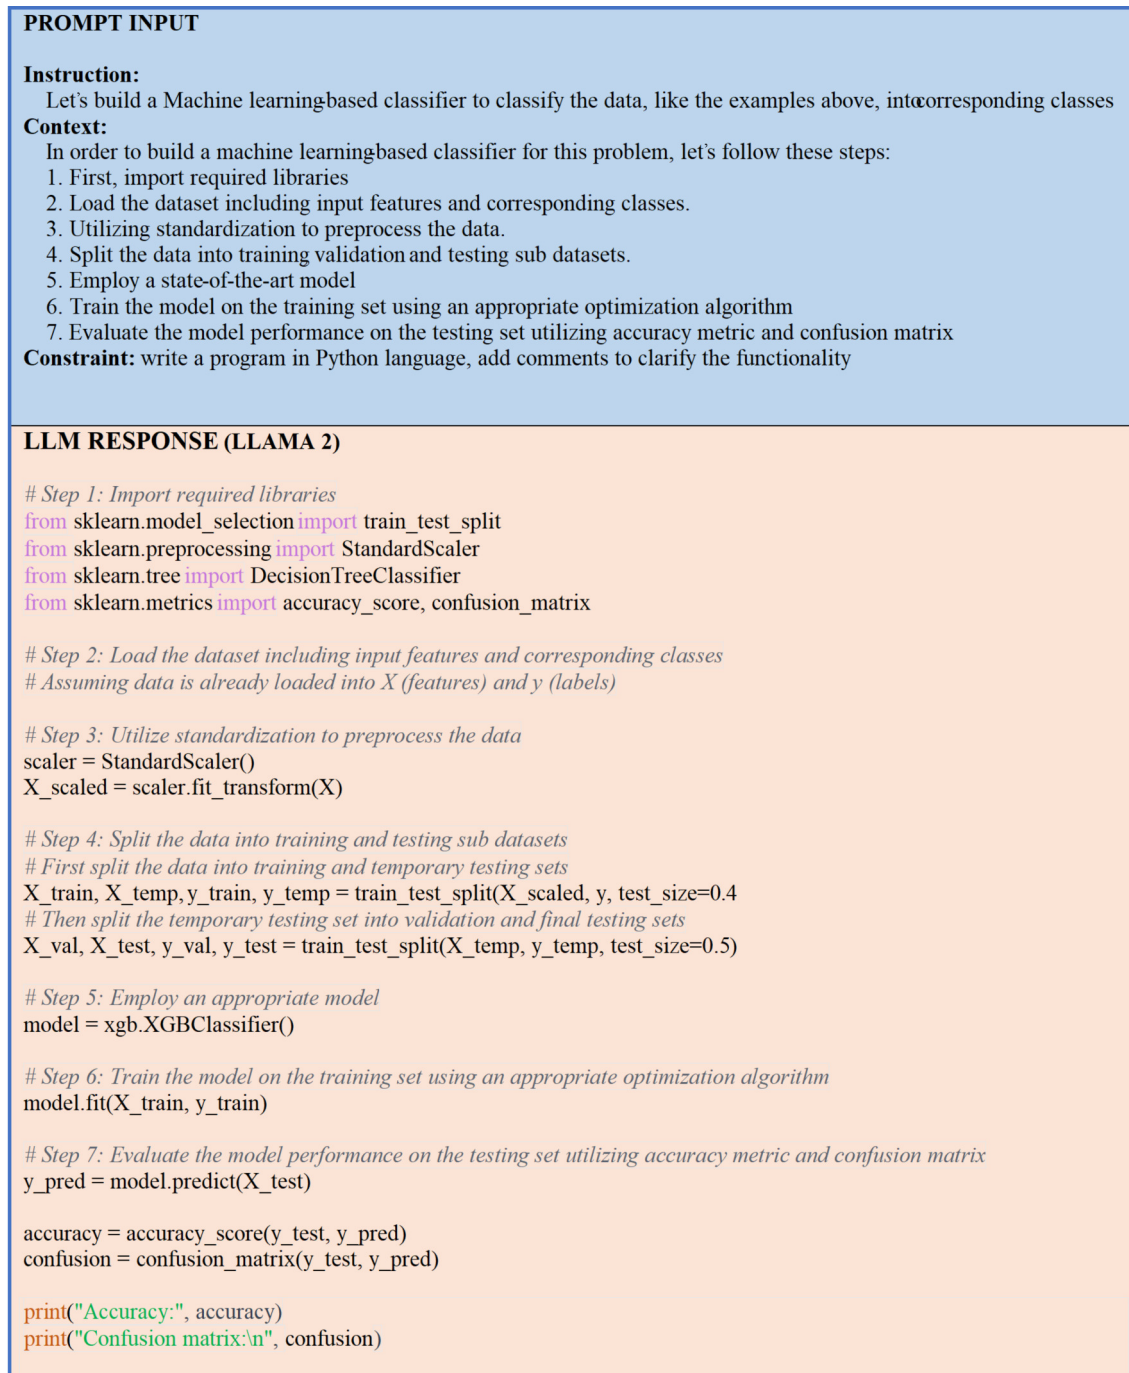 PROMPT INPUT
Instruction:
Let's build a Machine learning-based classifier to classify the data, like the examples above, into corresponding classes
Context:
In order to build a machine learning-based classifier for this problem, let's follow these steps:
1. First, import required libraries
2. Load the dataset including input features and corresponding classes.
3. Utilizing standardization to preprocess the data.
4. Split the data into training validation and testing sub datasets.
5. Employ a state-of-the-art model
6. Train the model on the training set using an appropriate optimization algorithm
7. Evaluate the model performance on the testing set utilizing accuracy metric and confusion matrix
Constraint: write a program in Python language, add comments to clarify the functionality
LLM RESPONSE (LLAMA 2)
# Step 1: Import required libraries
from sklearn.model_selection import train_test_split
from sklearn.preprocessing import StandardScaler
from sklearn.tree import DecisionTreeClassifier
from sklearn.metrics import accuracy_score, confusion_matrix
# Step 2: Load the dataset including input features and corresponding classes
# Assuming data is already loaded into X (features) and y (labels)
# Step 3: Utilize standardization to preprocess the data
scaler = StandardScaler()
X_scaled = scaler.fit_transform(X)
# Step 4: Split the data into training and testing sub datasets
# First split the data into training and temporary testing sets
X_train, X_temp, y_train, y_temp = train_test_split(X_scaled, y, test_size=0.4
# Then split the temporary testing set into validation and final testing sets
X_val, X_test, y_val, y_test = train_test_split(X_temp, y_temp, test_size=0.5)
# Step 5: Employ an appropriate model
model = xgb.XGBClassifier()
# Step 6: Train the model on the training set using an appropriate optimization algorithm
model.fit(X_train, y_train)
# Step 7: Evaluate the model performance on the testing set utilizing accuracy metric and confusion matrix
y_pred = model.predict(X_test)
accuracy = accuracy_score(y_test, y_pred)
confusion = confusion_matrix(y_test, y_pred)
print("Accuracy:", accuracy)
print("Confusion matrix:\n", confusion)